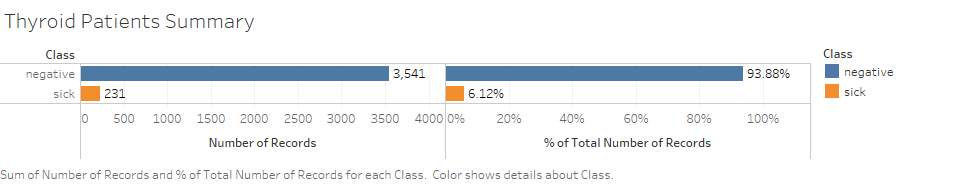 Thyroid Patients Summary
Class
negative 3,541 93.88%
sick 231 6.12%
0 500 1000 1500 2000 2500 3000 3500 4000 0% 20% 40% 60% 80% 100%
Number of Records % of Total Number of Records
Class
negative
sick
Sum of Number of Records and % of Total Number of Records for each Class. Color shows details about Class.